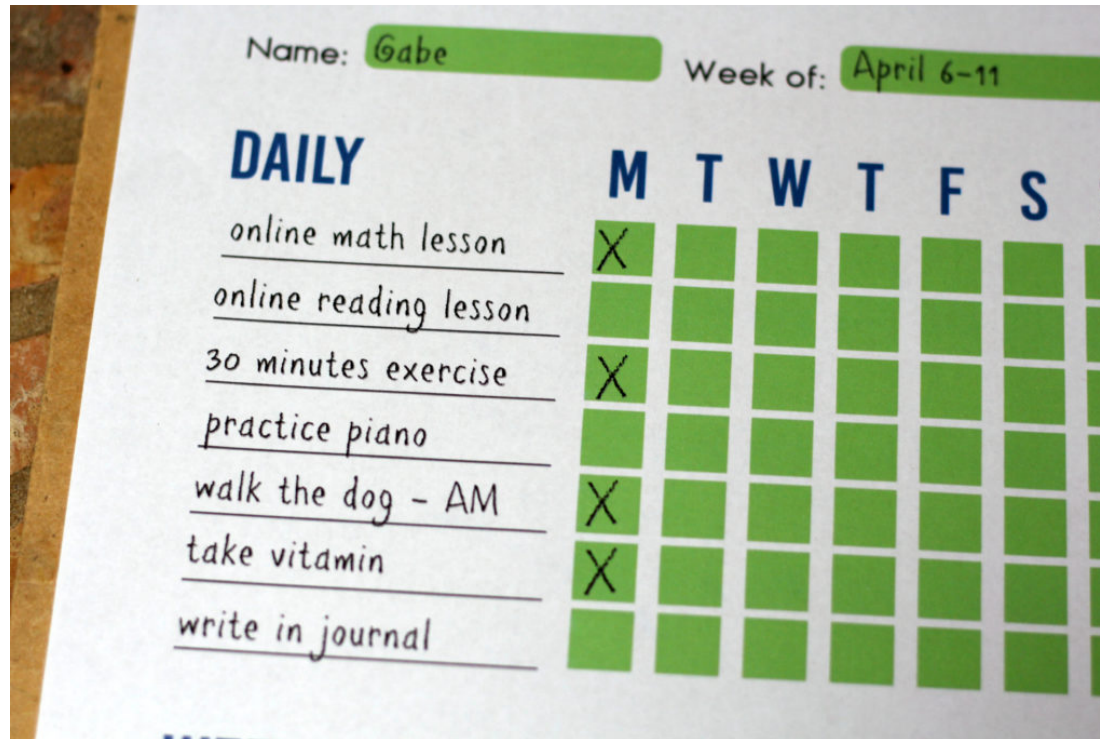 Name: Gabe Week of: April 6-11
DAILY M T W T F S
online math lesson X
online reading lesson
30 minutes exercise X
practice piano
walk the dog - AM X
take vitamin X
write in journal